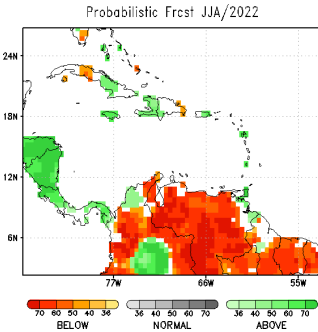 Probabilistic Frcst JJA/2022
24N
18N
12N
6N
77W 66W 55W
70 60 50 40 36 36 40 50 60 70 36 40 50 60 70
BELOW NORMAL ABOVE